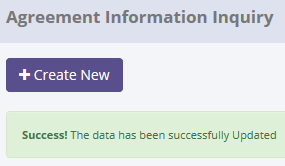 Agreement Information Inquiry
+ Create New
Success! The data has been successfully Updated